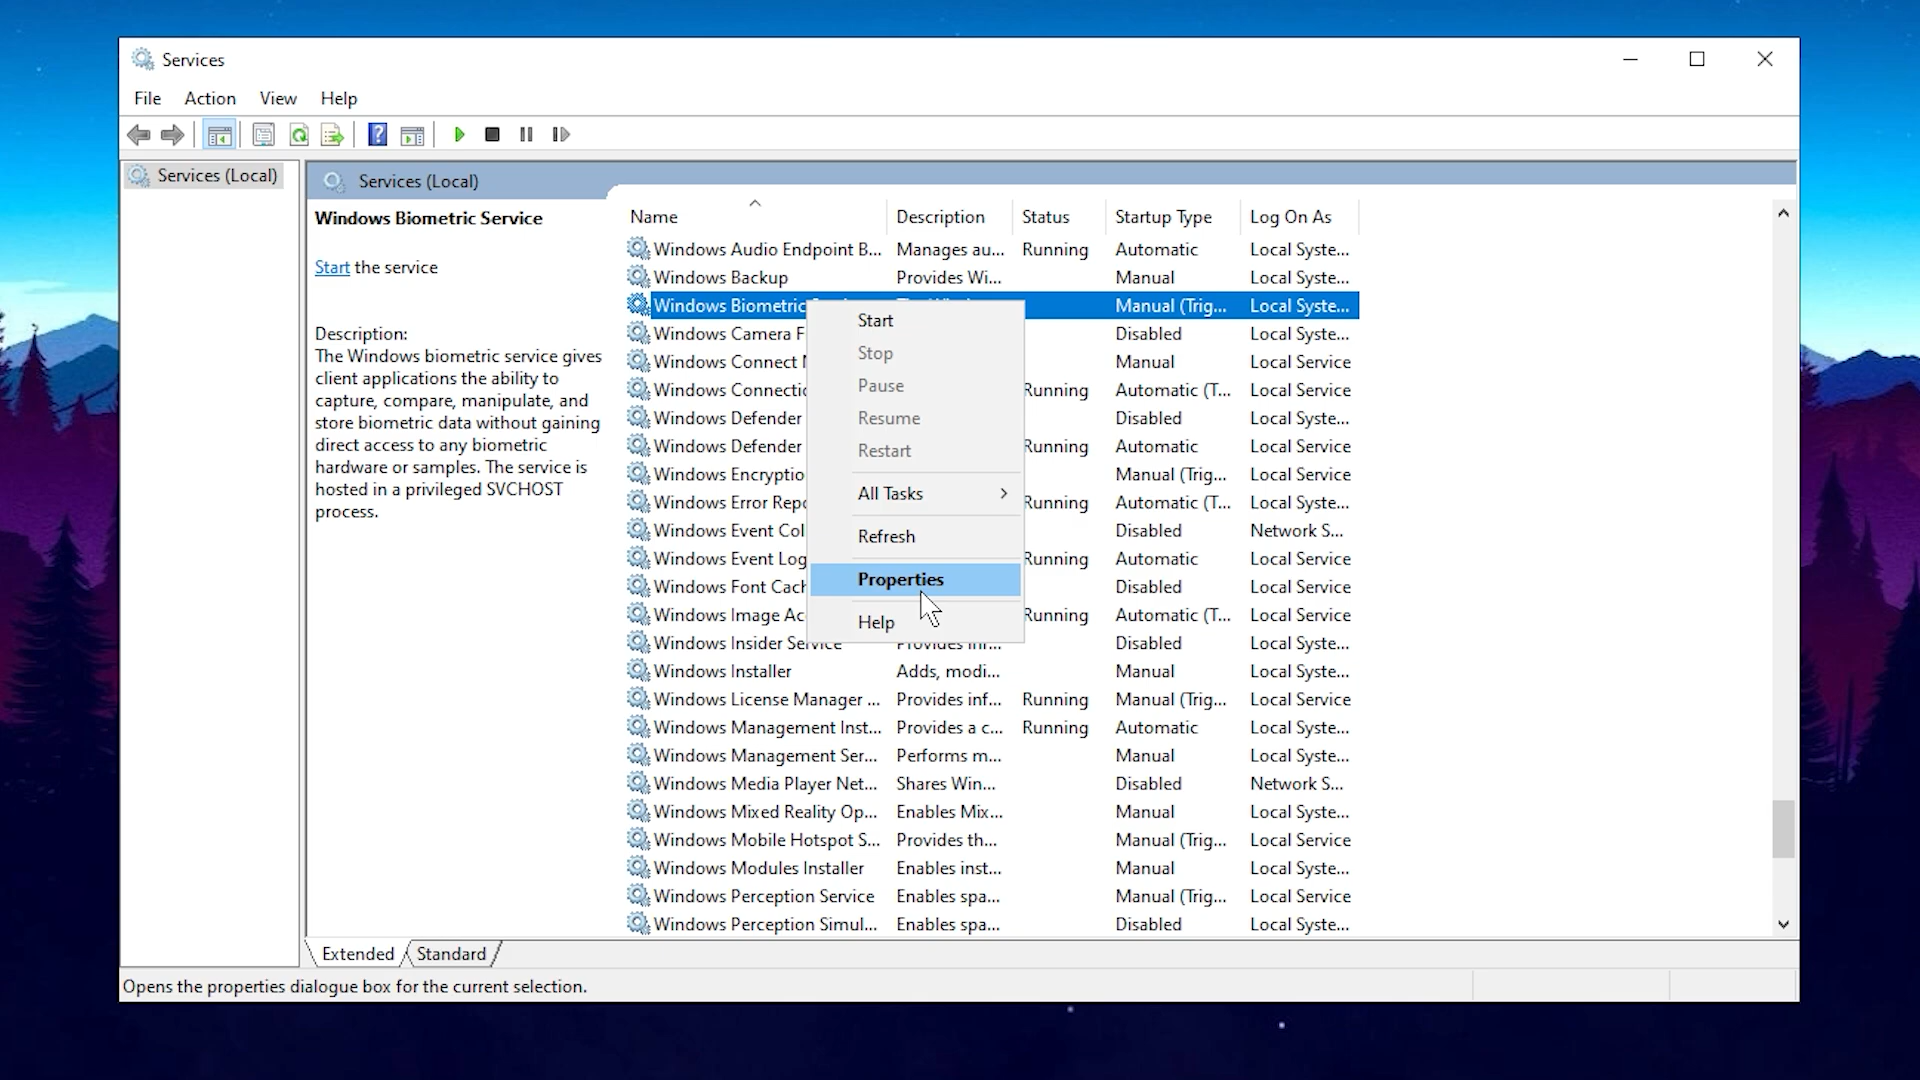 Services
File Action View Help
Services (Local)
Services (Local)
Windows Biometric Service
Start the service
Description:
The Windows biometric service gives
client applications the ability to
capture, compare, manipulate, and
store biometric data without gaining
direct access to any biometric
hardware or samples. The service is
hosted in a privileged SVCHOST
process.
Name Description Status Startup Type Log On As
Windows Audio Endpoint B... Manages au... Running Automatic Local Syste...
Windows Backup Provides Wi... Manual Local Syste...
Windows Biometric Manual (Trig... Local Syste...
Windows Camera F Disabled Local Syste...
Windows Connect Manual Local Service
Windows Connectio Running Automatic (T... Local Service
Windows Defender Disabled Local Syste...
Windows Defender Running Automatic Local Service
Windows Encryptio Manual (Trig... Local Syste...
Windows Error Repo Running Automatic (T... Local Syste...
Windows Event Col Disabled Network S...
Windows Event Log Running Automatic Local Service
Windows Font Cach Disabled Local Service
Windows Image Ac Running Automatic (T... Local Service
Windows Insider Service Provides inf... Disabled Local Syste...
Windows Installer Adds, modi... Manual Local Syste...
Windows License Manager ... Provides inf... Running Manual (Trig... Local Service
Windows Management Inst... Provides a c... Running Automatic Local Syste...
Windows Management Ser... Performs m... Manual Local Syste...
Windows Media Player Net... Shares Win... Disabled Network S...
Windows Mixed Reality Op... Enables Mix... Manual Local Syste...
Windows Mobile Hotspot S... Provides th... Manual (Trig... Local Service
Windows Modules Installer Enables inst... Manual Local Syste...
Windows Perception Service Enables spa... Manual (Trig... Local Service
Windows Perception Simul... Enables spa... Disabled Local Syste...
Start
Stop
Pause
Resume
Restart
All Tasks
Refresh
Properties
Help
Extended Standard
Opens the properties dialogue box for the current selection.